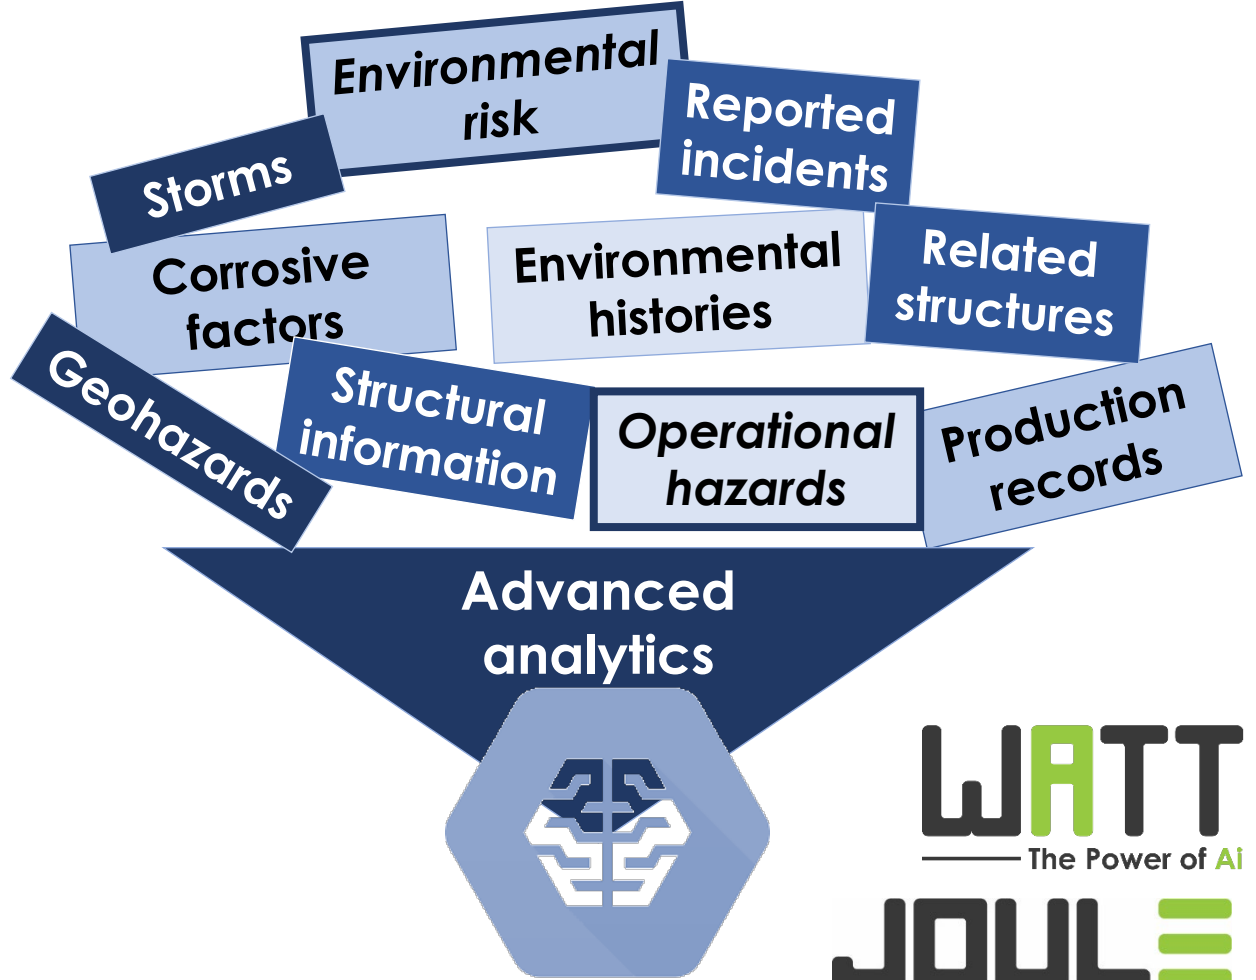 Environmental
risk
Reported
incidents
Storms
Corrosive
factors
Environmental
histories
Related
structures
Geohazards
Structural
information
Operational
hazards
Production
records
Advanced
analytics
WATT
The Power of Ai
JOULE